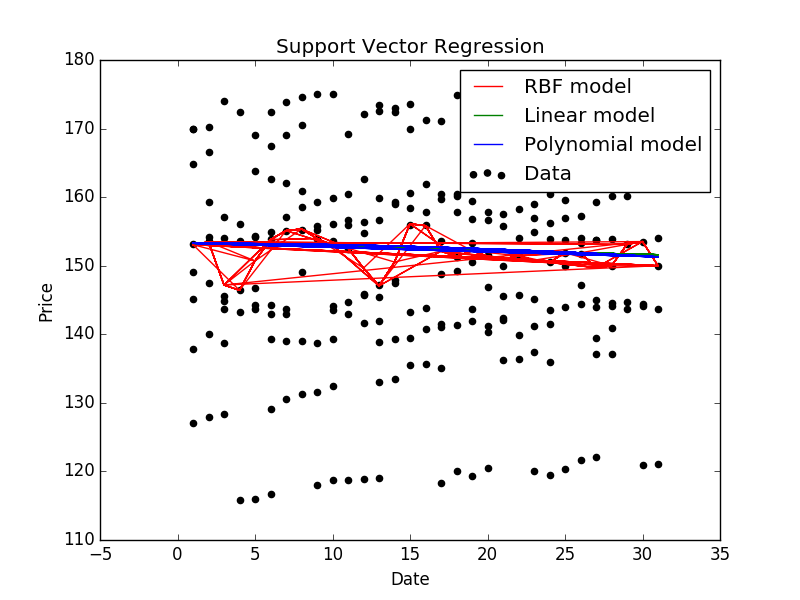 Support Vector Regression
RBF model
Linear model
Polynomial model
Data
Price
180
170
160
150
140
130
120
110
−5
0
5
10
15
20
25
30
35
Date